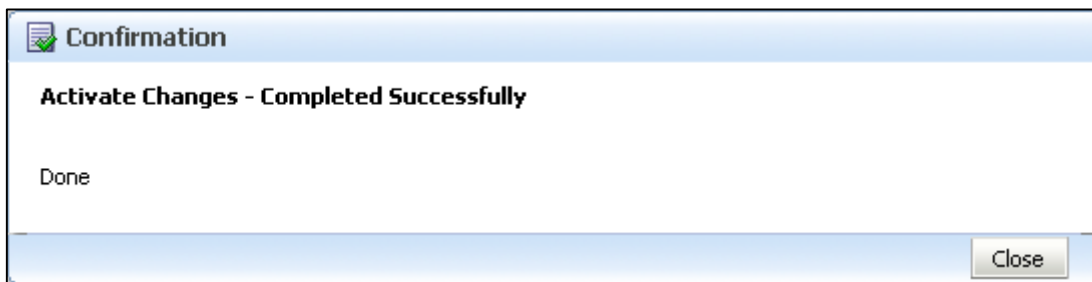 Confirmation
Activate Changes - Completed Successfully
Done
Close